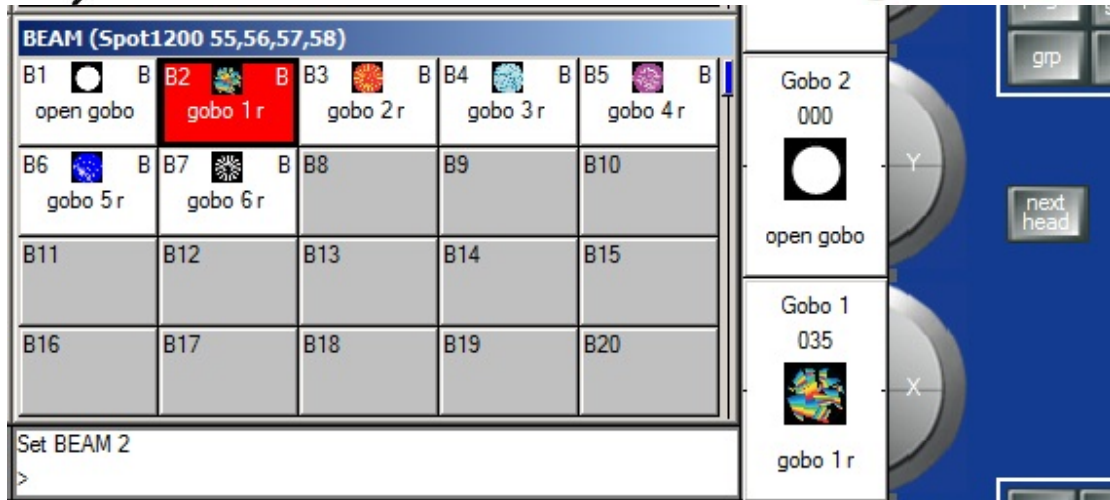 BEAM (Spot1200 55,56,57,58)
B1 B
open gobo
B2 B
gobo 1 r
B3 B
gobo 2 r
B4 B
gobo 3 r
B5 B
gobo 4 r
B6 B
gobo 5 r
B7 B
gobo 6 r
B8
B9
B10
B11
B12
B13
B14
B15
B16
B17
B18
B19
B20
Set BEAM 2
>
Gobo 2
000
open gobo
Gobo 1
035
gobo 1 r
Y
X
grp
next
head